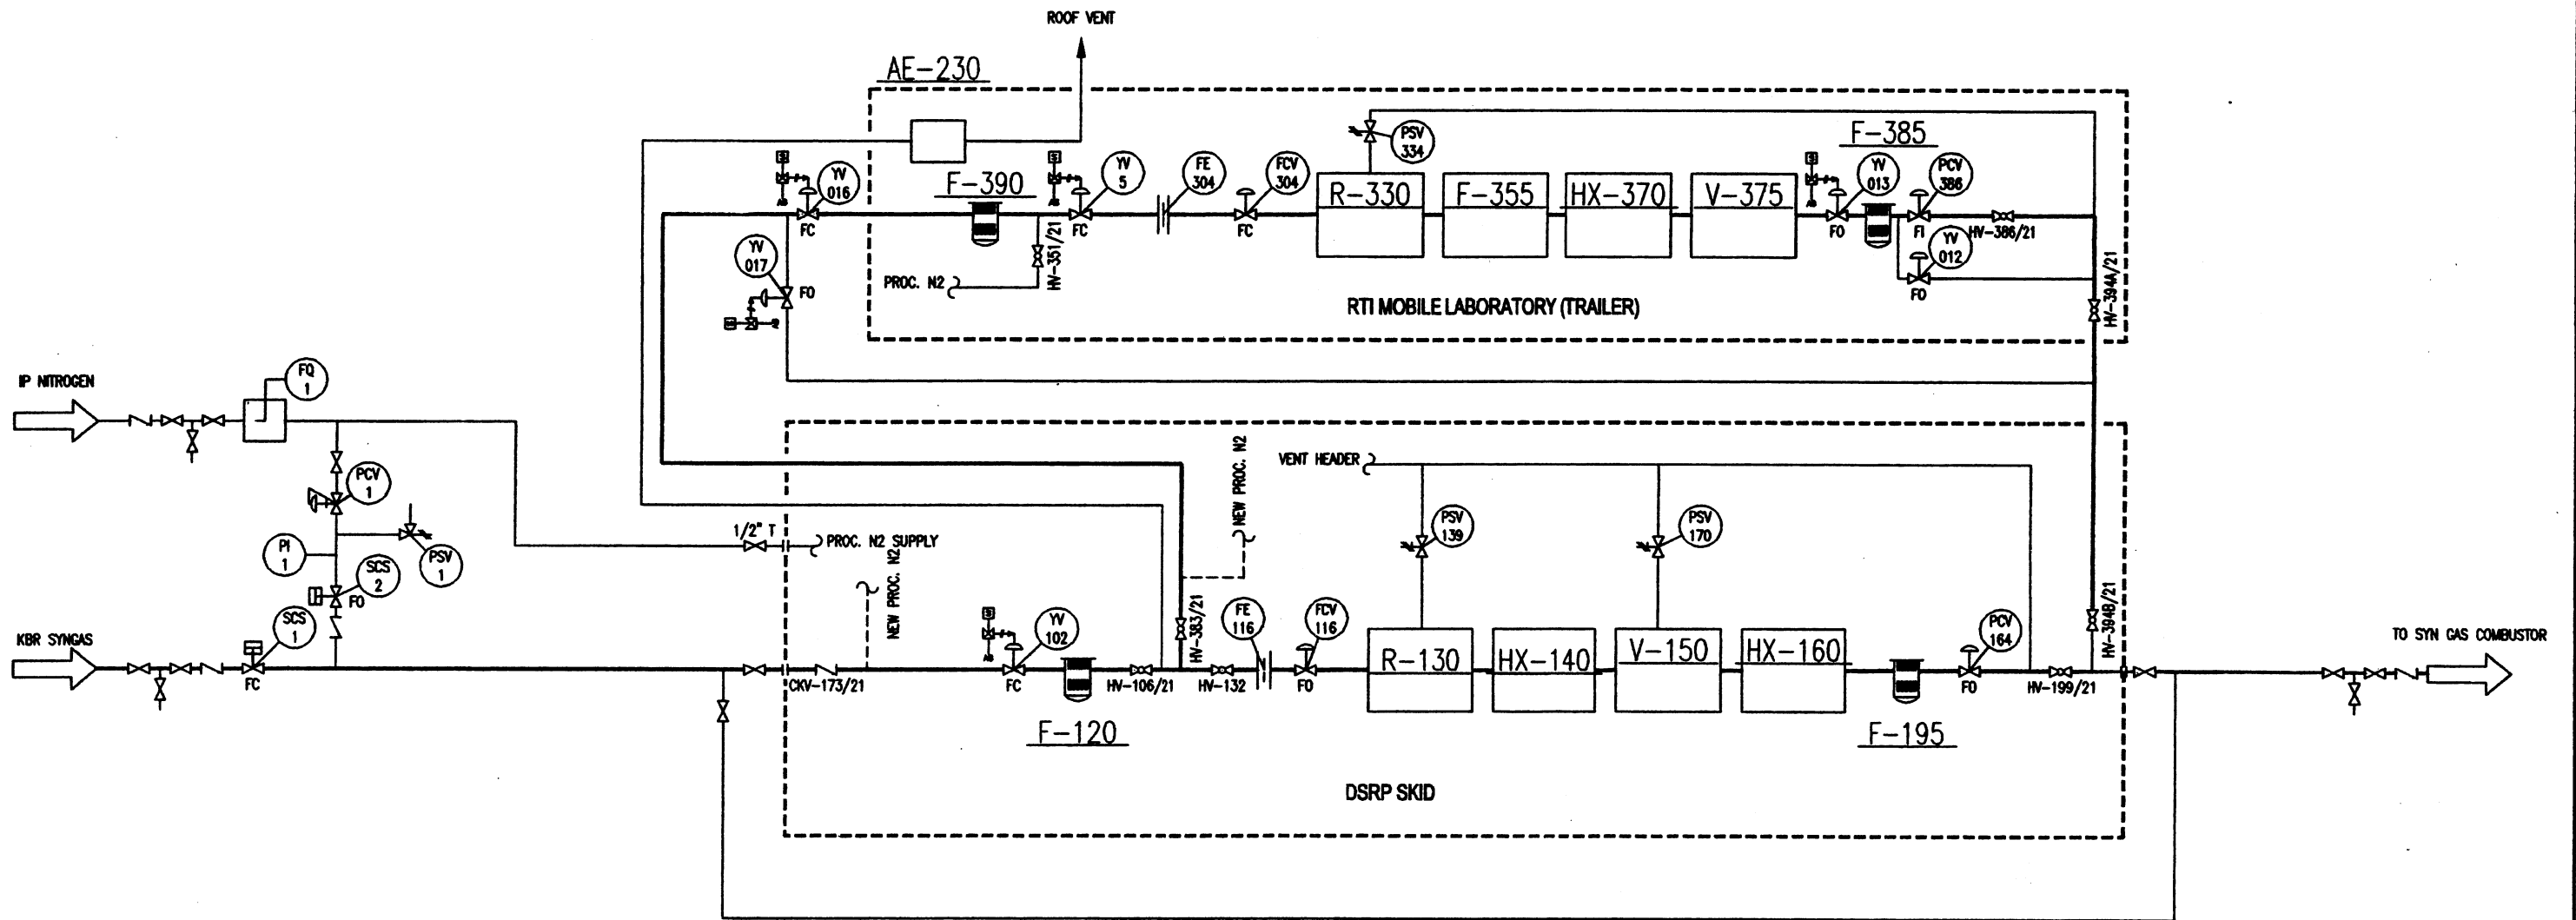 ROOF VENT
AE-230
PSV
334
F-385
YV
016
F-390
YV
5
FE
304
FCV
304
R-330
F-355
HX-370
V-375
YV
013
PCV
386
FC
FC
FC
FO
FI
HV-386/21
YV
017
FO
PROC. N2
HV-351/21
YV
012
FO
HV-394A/21
RTI MOBILE LABORATORY (TRAILER)
IP NITROGEN
FQ
1
PCV
1
VENT HEADER
NEW PROC. N2
1/2" T
PROC. N2 SUPPLY
PSV
139
PSV
170
PI
1
PSV
1
SCS
2
FO
NEW PROC. N2
KBR SYNGAS
SCS
1
FC
CKV-173/21
YV
102
FC
HV-106/21
HV-383/21
HV-132
FE
116
FCV
116
FO
R-130
HX-140
V-150
HX-160
PCV
164
FO
HV-199/21
HV-394B/21
TO SYN GAS COMBUSTOR
F-120
F-195
DSRP SKID